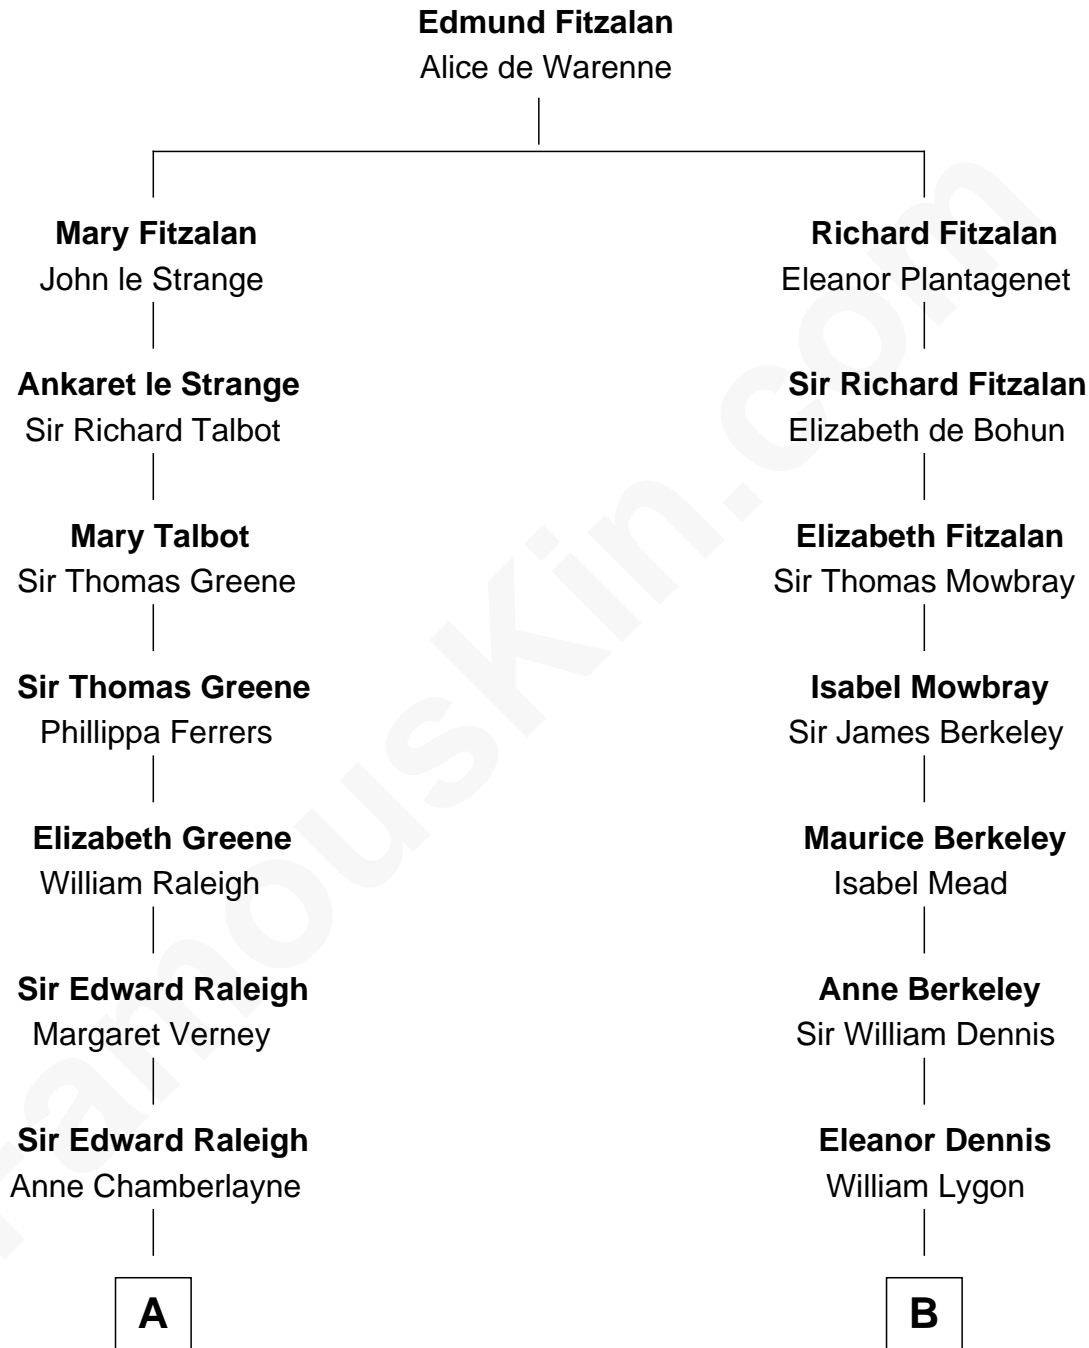 Edmund Fitzalan
Alice de Warenne
Mary Fitzalan
John le Strange
Richard Fitzalan
Eleanor Plantagenet
Ankaret le Strange
Sir Richard Talbot
Sir Richard Fitzalan
Elizabeth de Bohun
Mary Talbot
Sir Thomas Greene
Elizabeth Fitzalan
Sir Thomas Mowbray
Sir Thomas Greene
Phillippa Ferrers
Isabel Mowbray
Sir James Berkeley
Elizabeth Greene
William Raleigh
Maurice Berkeley
Isabel Mead
Sir Edward Raleigh
Margaret Verney
Anne Berkeley
Sir William Dennis
Sir Edward Raleigh
Anne Chamberlayne
Eleanor Dennis
William Lygon
A
B
FamousKin.com